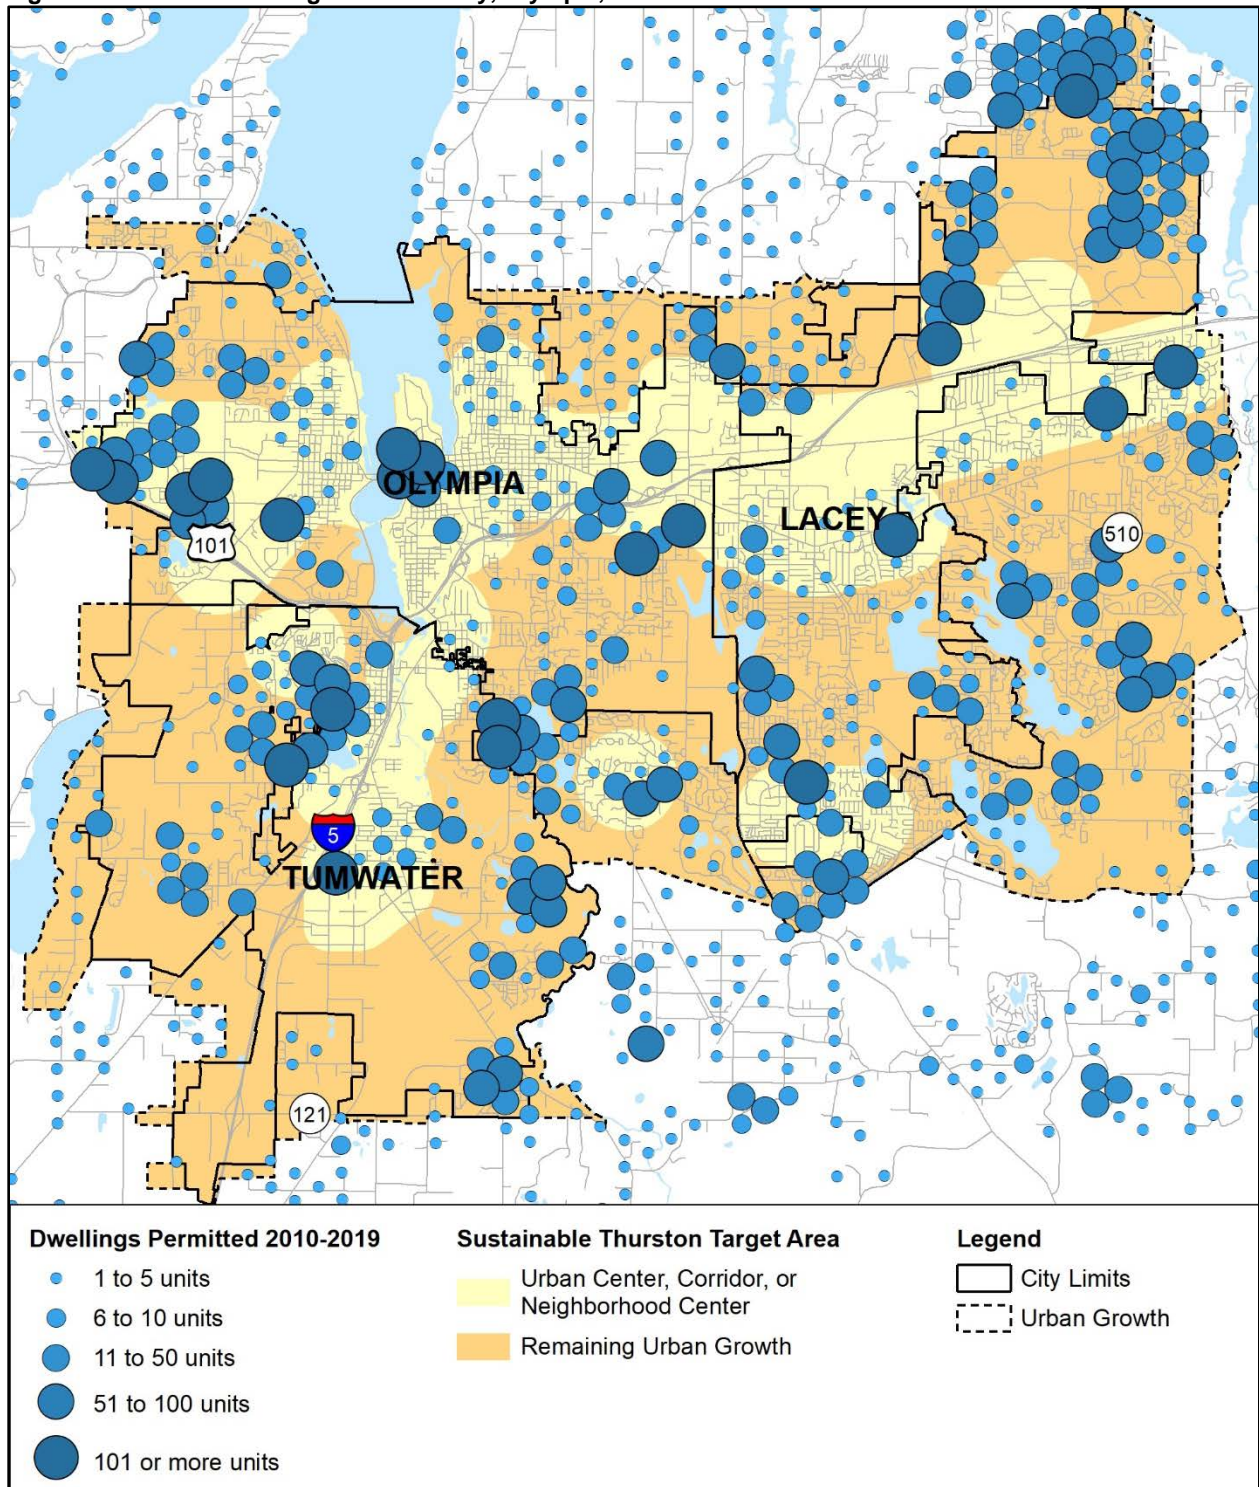 OLYMPIA
LACEY
101
510
5
TUMWATER
121
Dwellings Permitted 2010-2019
1 to 5 units
6 to 10 units
11 to 50 units
51 to 100 units
101 or more units
Sustainable Thurston Target Area
Urban Center, Corridor, or
Neighborhood Center
Remaining Urban Growth
Legend
City Limits
Urban Growth